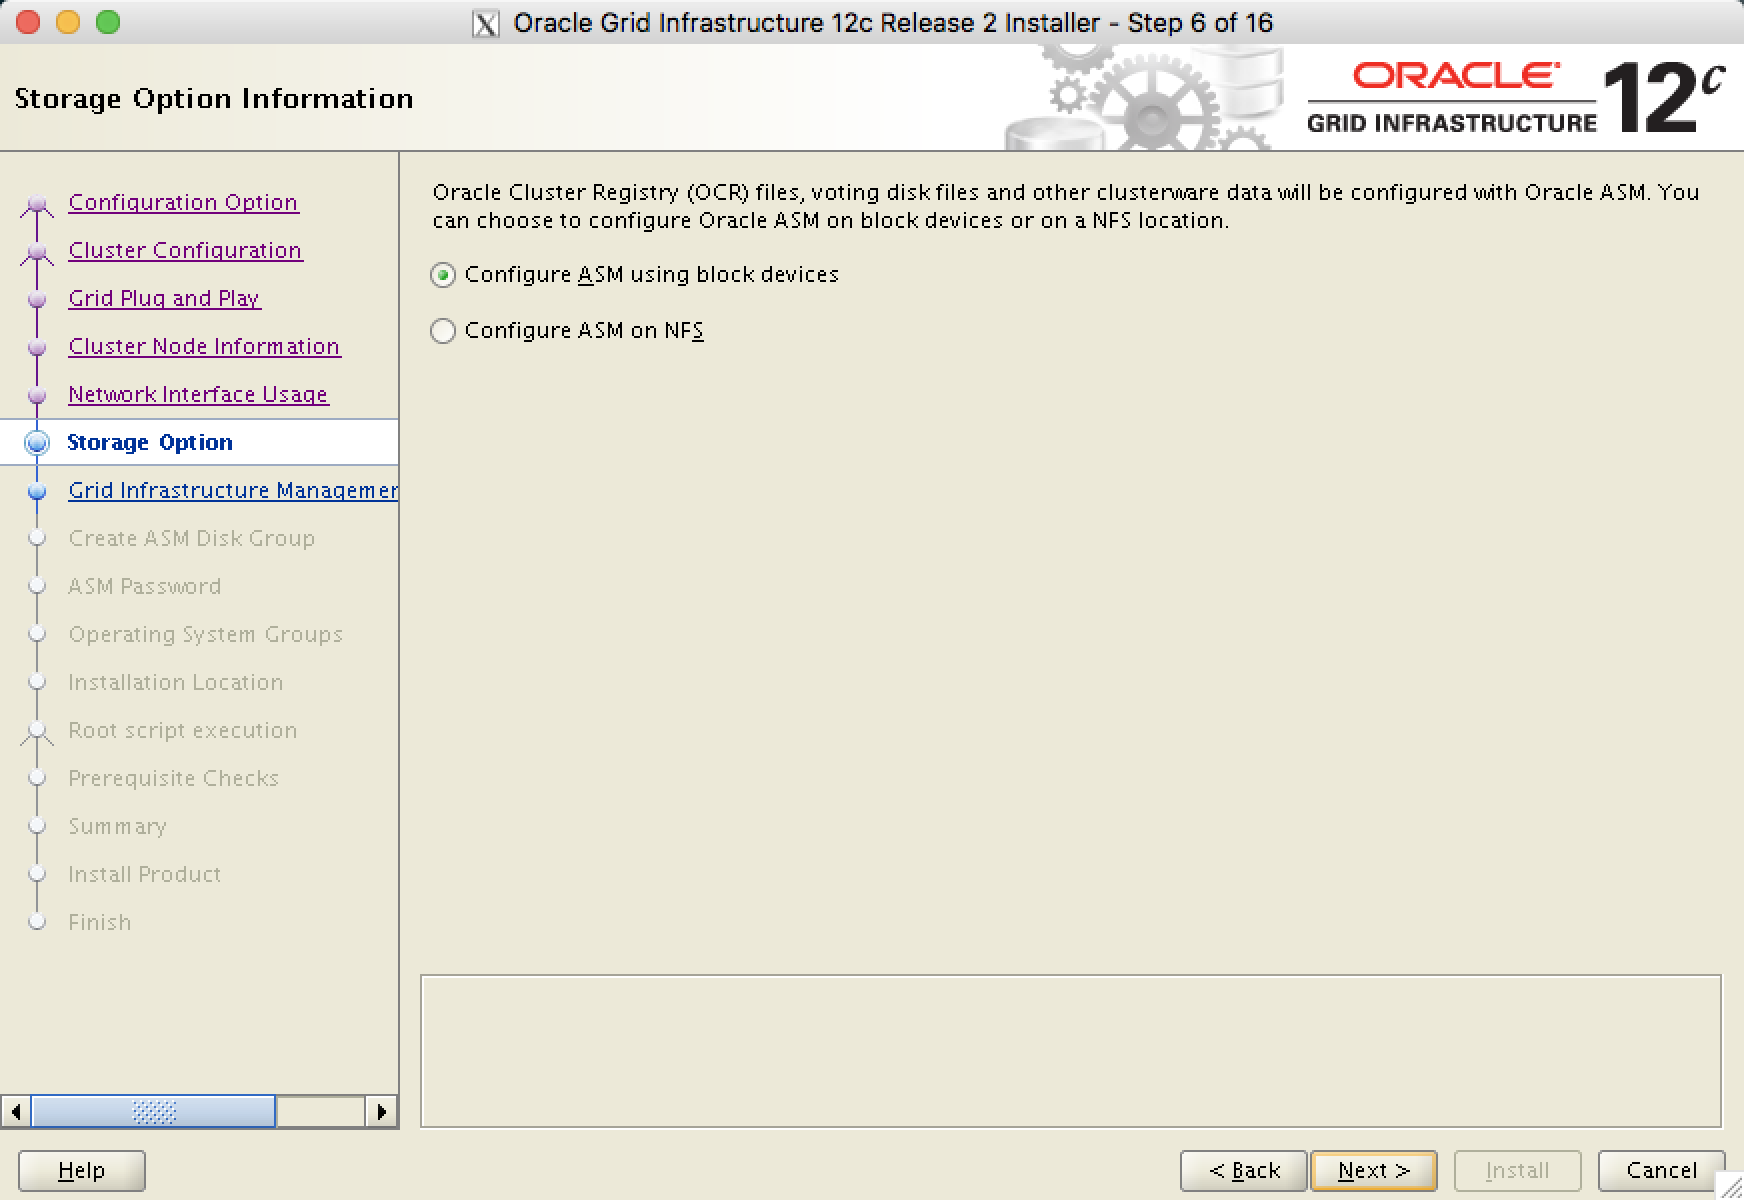 Oracle Grid Infrastructure 12c Release 2 Installer - Step 6 of 16
Storage Option Information
ORACLE
GRID INFRASTRUCTURE
12c
Configuration Option
Cluster Configuration
Grid Plug and Play
Cluster Node Information
Network Interface Usage
Storage Option
Grid Infrastructure Managemen
Create ASM Disk Group
ASM Password
Operating System Groups
Installation Location
Root script execution
Prerequisite Checks
Summary
Install Product
Finish
Oracle Cluster Registry (OCR) files, voting disk files and other clusterware data will be configured with Oracle ASM. You
can choose to configure Oracle ASM on block devices or on a NFS location.
Configure ASM using block devices
Configure ASM on NFS
Help
< Back
Next >
Install
Cancel